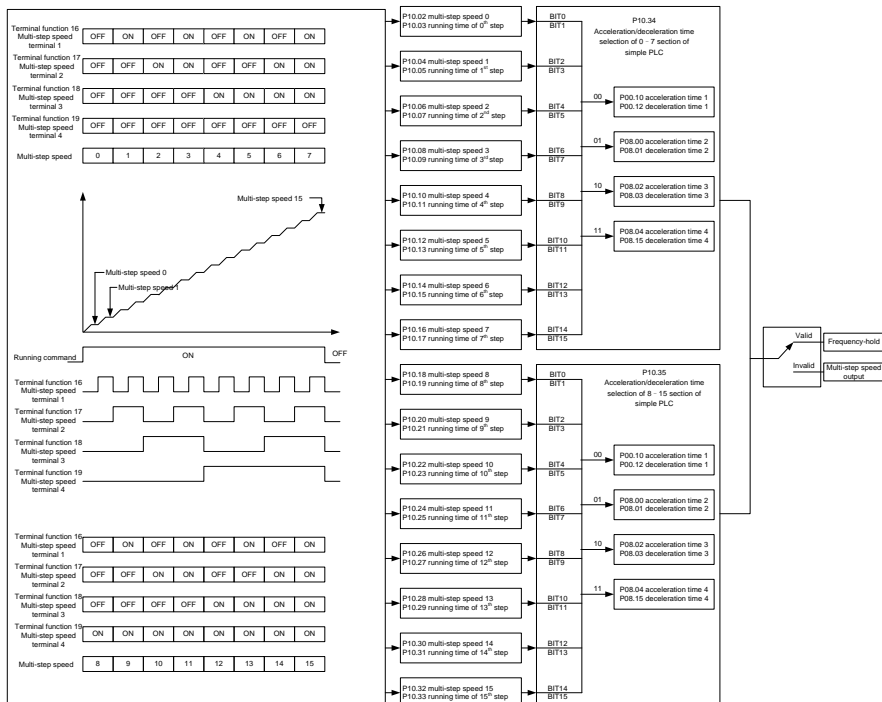 Terminal function 16
Multi-step speed
terminal 1
OFF ON OFF ON OFF ON OFF ON
Terminal function 17
Multi-step speed
terminal 2
OFF OFF ON ON OFF OFF ON ON
Terminal function 18
Multi-step speed
terminal 3
OFF OFF OFF OFF ON ON ON ON
Terminal function 19
Multi-step speed
terminal 4
OFF OFF OFF OFF OFF OFF OFF OFF
Multi-step speed
0 1 2 3 4 5 6 7
Multi-step speed 15
Multi-step speed 0
Multi-step speed 1
Running command
ON
OFF
Terminal function 16
Multi-step speed
terminal 1
Terminal function 17
Multi-step speed
terminal 2
Terminal function 18
Multi-step speed
terminal 3
Terminal function 19
Multi-step speed
terminal 4
Terminal function 16
Multi-step speed
terminal 1
OFF ON OFF ON OFF ON OFF ON
Terminal function 17
Multi-step speed
terminal 2
OFF OFF ON ON OFF OFF ON ON
Terminal function 18
Multi-step speed
terminal 3
OFF OFF OFF OFF ON ON ON ON
Terminal function 19
Multi-step speed
terminal 4
ON ON ON ON ON ON ON ON
Multi-step speed
8 9 10 11 12 13 14 15
P10.02 multi-step speed 0
P10.03 running time of 0th step
P10.04 multi-step speed 1
P10.05 running time of 1st step
P10.06 multi-step speed 2
P10.07 running time of 2nd step
P10.08 multi-step speed 3
P10.09 running time of 3rd step
P10.10 multi-step speed 4
P10.11 running time of 4th step
P10.12 multi-step speed 5
P10.13 running time of 5th step
P10.14 multi-step speed 6
P10.15 running time of 6th step
P10.16 multi-step speed 7
P10.17 running time of 7th step
P10.18 multi-step speed 8
P10.19 running time of 8th step
P10.20 multi-step speed 9
P10.21 running time of 9th step
P10.22 multi-step speed 10
P10.23 running time of 10th step
P10.24 multi-step speed 11
P10.25 running time of 11th step
P10.26 multi-step speed 12
P10.27 running time of 12th step
P10.28 multi-step speed 13
P10.29 running time of 13th step
P10.30 multi-step speed 14
P10.31 running time of 14th step
P10.32 multi-step speed 15
P10.33 running time of 15th step
BIT0
BIT1
BIT2
BIT3
BIT4
BIT5
BIT6
BIT7
BIT8
BIT9
BIT10
BIT11
BIT12
BIT13
BIT14
BIT15
P10.34
Acceleration/deceleration time
selection of 0 - 7 section of
simple PLC
00
P00.10 acceleration time 1
P00.12 deceleration time 1
01
P08.00 acceleration time 2
P08.01 deceleration time 2
10
P08.02 acceleration time 3
P08.03 deceleration time 3
11
P08.04 acceleration time 4
P08.15 deceleration time 4
BIT0
BIT1
BIT2
BIT3
BIT4
BIT5
BIT6
BIT7
BIT8
BIT9
BIT10
BIT11
BIT12
BIT13
BIT14
BIT15
P10.35
Acceleration/deceleration time
selection of 8 - 15 section of
simple PLC
00
P00.10 acceleration time 1
P00.12 deceleration time 1
01
P08.00 acceleration time 2
P08.01 deceleration time 2
10
P08.02 acceleration time 3
P08.03 deceleration time 3
11
P08.04 acceleration time 4
P08.15 deceleration time 4
Valid
Frequency-hold
Invalid
Multi-step speed
output